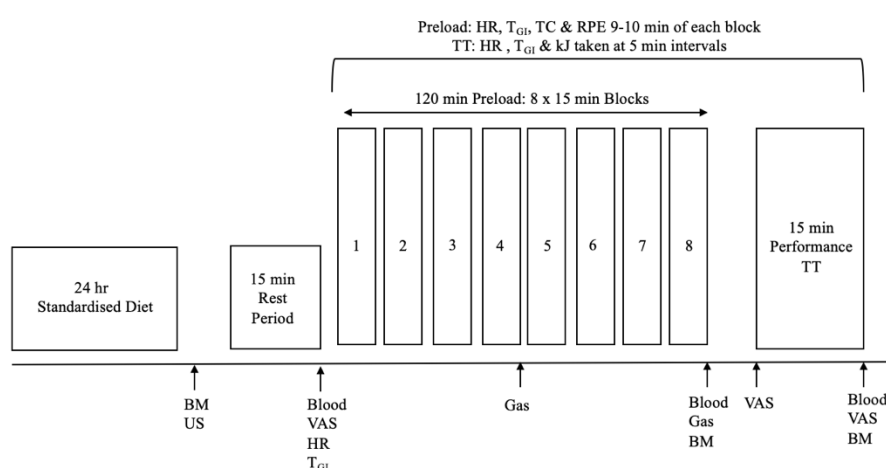 Preload: HR, TGI, TC & RPE 9-10 min of each block
TT: HR , TGI & kJ taken at 5 min intervals
120 min Preload: 8 x 15 min Blocks
24 hr
Standardised Diet
15 min
Rest
Period
1
2
3
4
5
6
7
8
15 min
Performance
TT
BM
US
Blood
VAS
HR
TGI
Gas
Blood
Gas
BM
VAS
Blood
VAS
BM